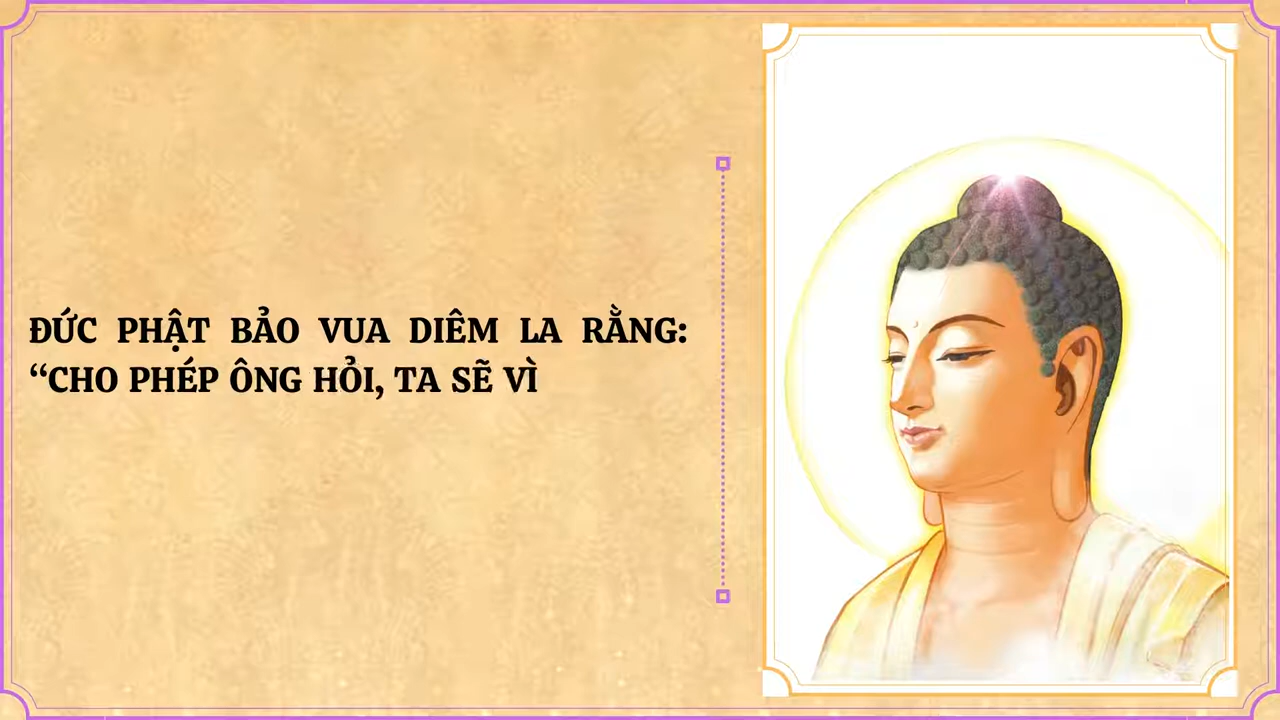 ĐỨC PHẬT BẢO VUA DIÊM LA RẰNG:
“CHO PHÉP ÔNG HỎI, TA SẼ VÌ